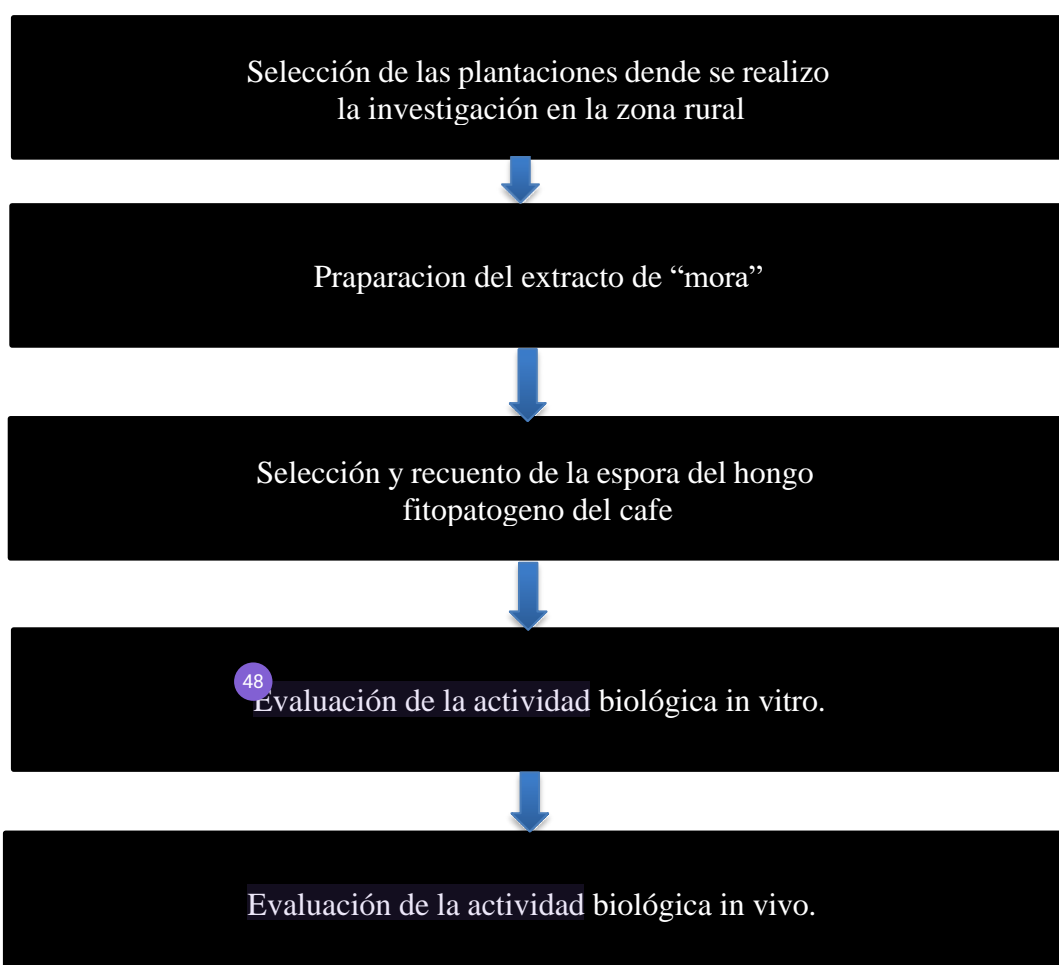 Selección de las plantaciones dende se realizo
la investigación en la zona rural
Praparacion del extracto de “mora”
Selección y recuento de la espora del hongo
fitopatogeno del cafe
48
Evaluación de la actividad biológica in vitro.
Evaluación de la actividad biológica in vivo.